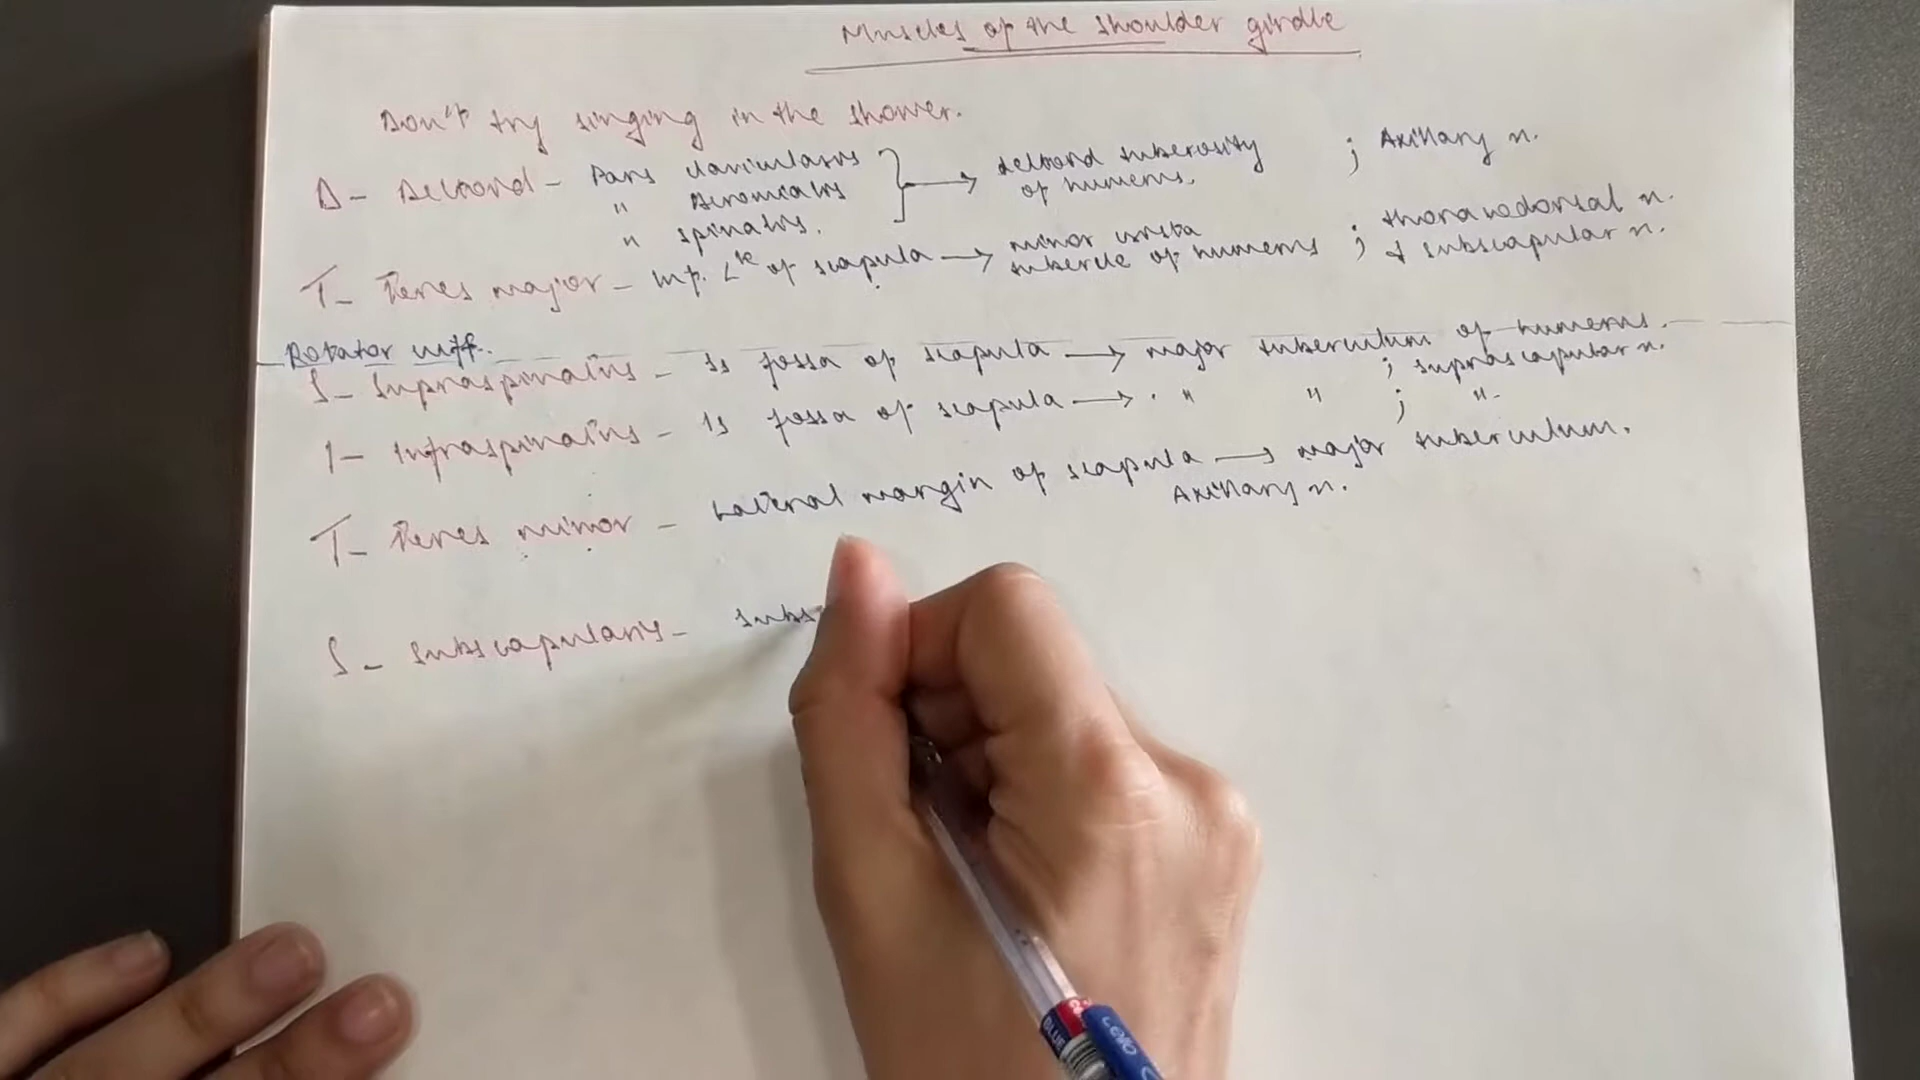 Muscles of the shoulder girdle
Don't try singing in the shower.
D - Deltoid - Pars clavicularis
" Acromialis
" spinalis.
→ deltoid tuberosity
of humerus.
; Axillary n.
T - Teres major - inf. ∠le of scapula → minor crista
tubercle of humerus
; thoracodorsal n.
& subscapular n.
Rotator cuff.
S - Supraspinatus - SS fossa of scapula → major tuberculum of humerus.
; suprascapular n.
I - Infraspinatus - IS fossa of scapula → " " ; "
T - Teres minor - Lateral margin of scapula → major tuberculum.
Axillary n.
S - Subscapularis - subs
BLUE
cello